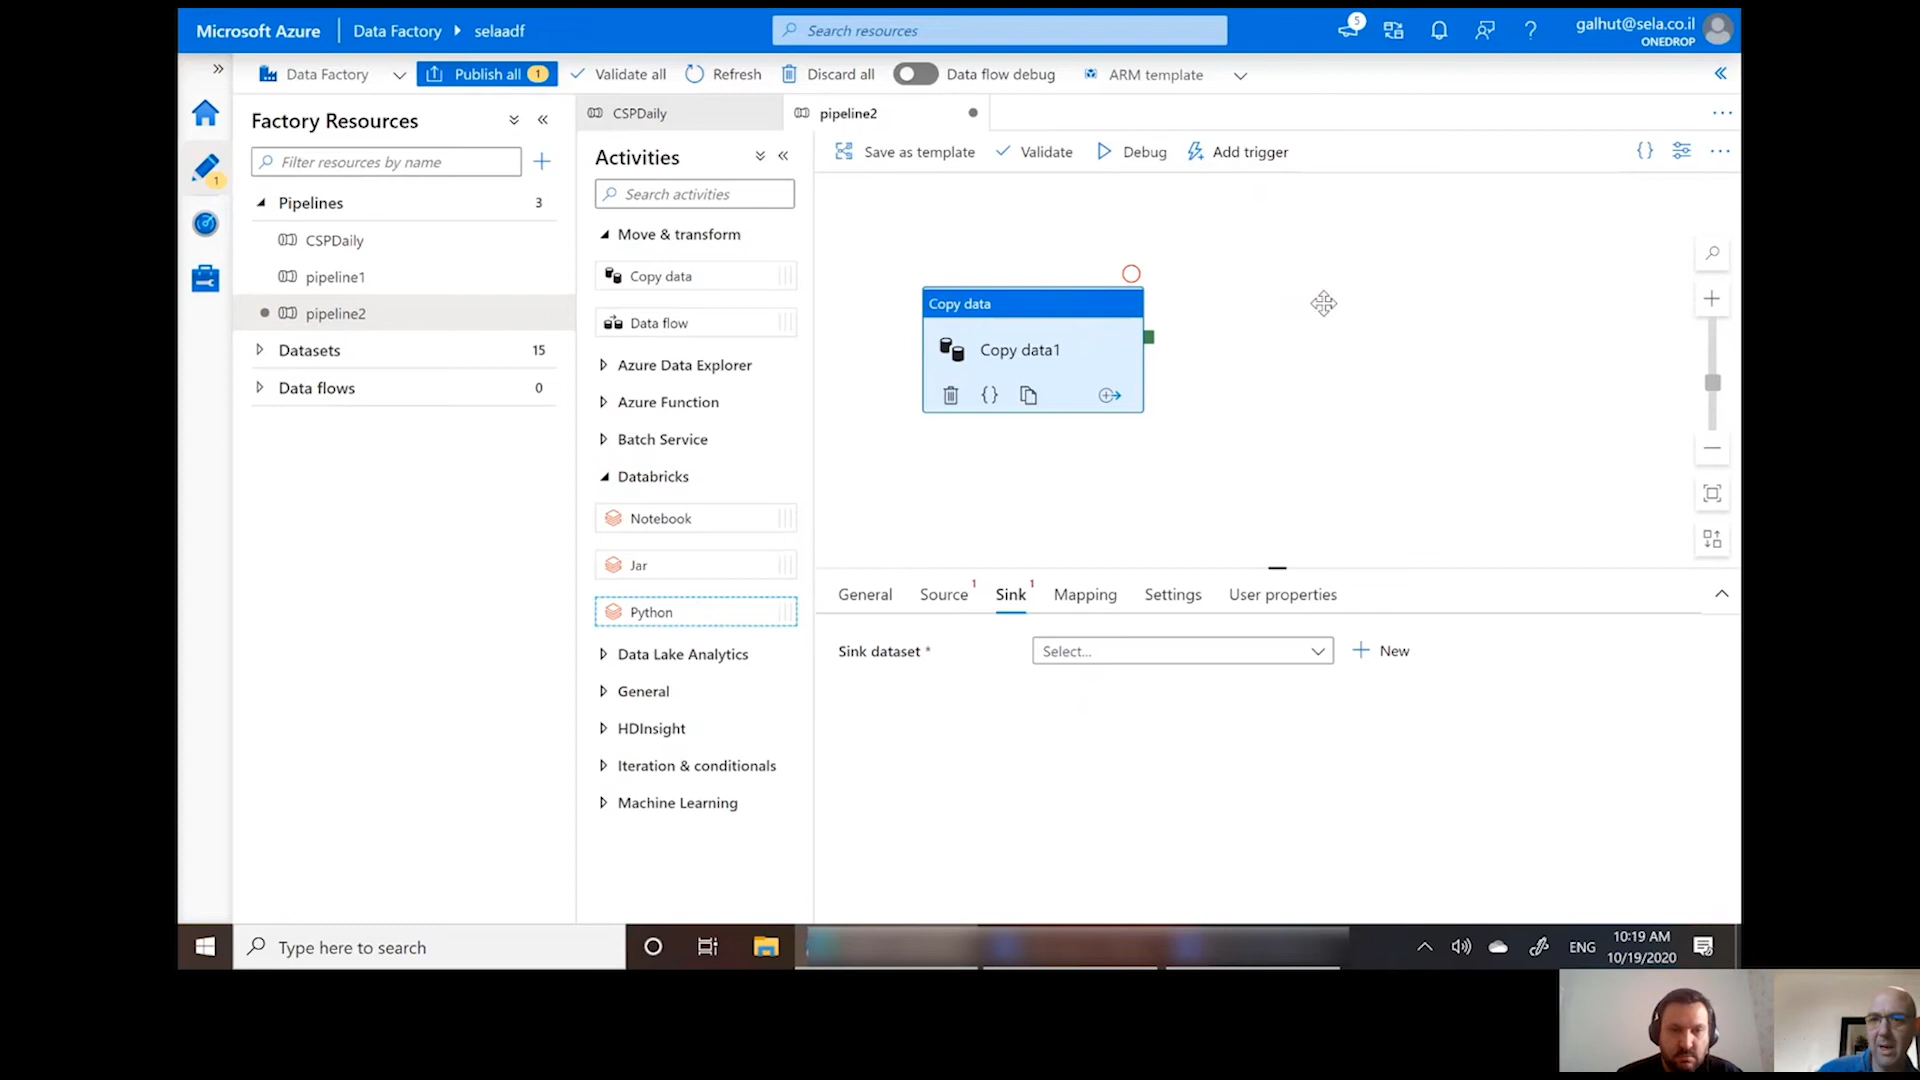 Microsoft Azure
Data Factory
selaadf
Search resources
5
galhut@sela.co.il
ONEDROP
Data Factory
Publish all
1
Validate all
Refresh
Discard all
Data flow debug
ARM template
1
Factory Resources
Filter resources by name
Pipelines
3
CSPDaily
pipeline1
pipeline2
Datasets
15
Data flows
0
CSPDaily
pipeline2
Activities
Search activities
Move & transform
Copy data
Data flow
Azure Data Explorer
Azure Function
Batch Service
Databricks
Notebook
Jar
Python
Data Lake Analytics
General
HDInsight
Iteration & conditionals
Machine Learning
Save as template
Validate
Debug
Add trigger
Copy data
Copy data1
General
Source 1
Sink 1
Mapping
Settings
User properties
Sink dataset *
Select...
New
Type here to search
ENG
10:19 AM
10/19/2020